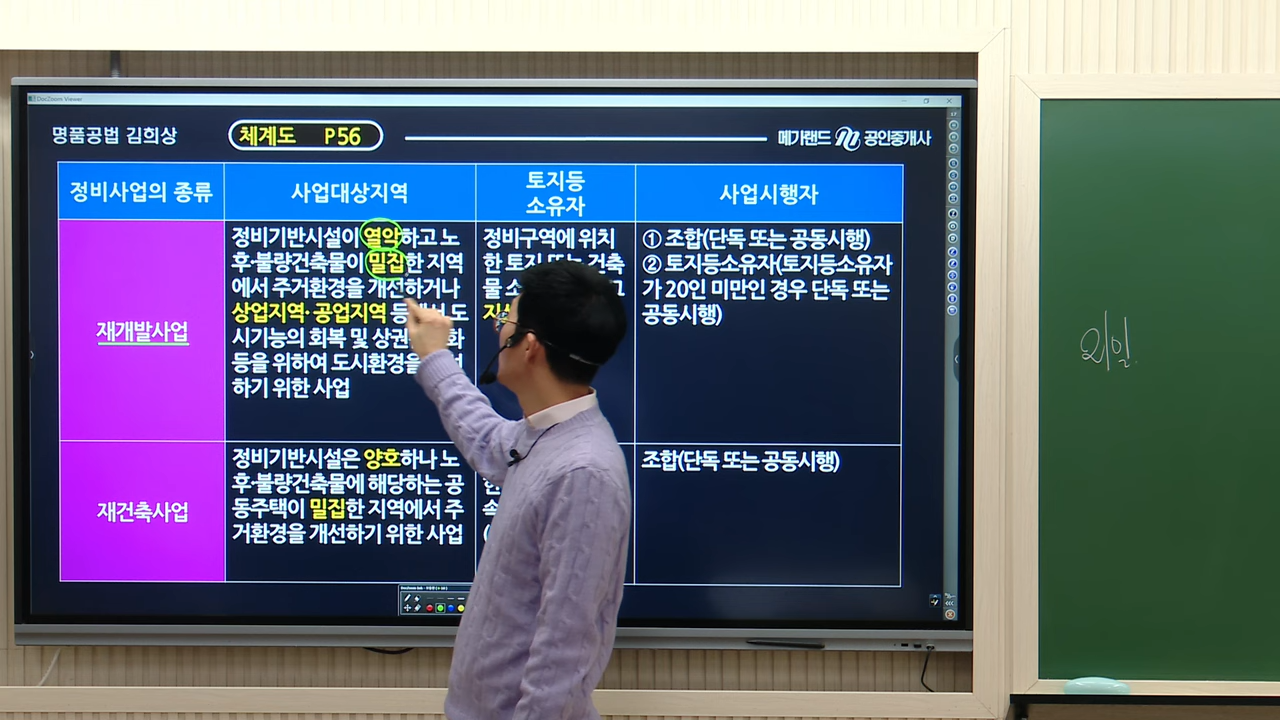 DocZoom Viewer
명품공법 김희상
체계도 P56
메가랜드 공인중개사
정비사업의 종류
사업대상지역
토지등
소유자
사업시행자
재개발사업
정비기반시설이 열악하고 노
후·불량건축물이 밀집한 지역
에서 주거환경을 개선하거나
상업지역·공업지역 도
시기능의 회복 및
등을 위하여 도시환경을
하기 위한 사업
정비구역에 위치
한 토지 또는 건축
물
① 조합(단독 또는 공동시행)
② 토지등소유자(토지등소유자
가 20인 미만인 경우 단독 또는
공동시행)
재건축사업
정비기반시설은 양호하나 노
후·불량건축물에 해당하는 공
동주택이 밀집한 지역에서 주
거환경을 개선하기 위한 사업
조합(단독 또는 공동시행)